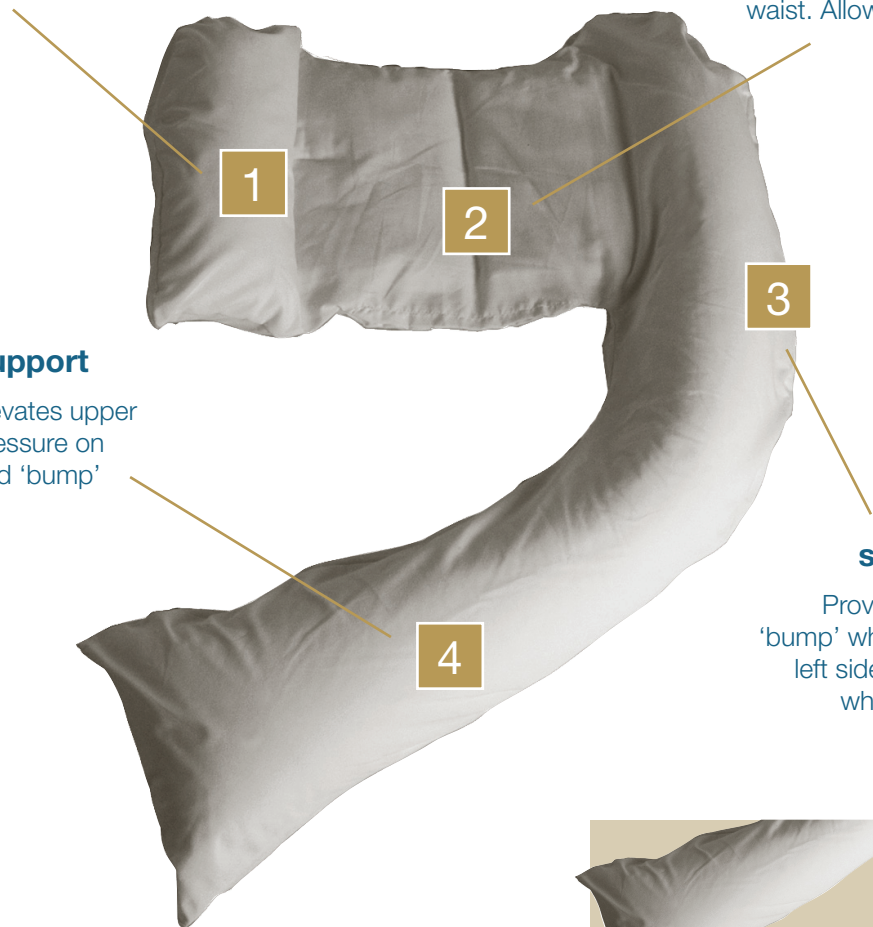 waist. Allow
1
2
3
upport
evates upper
essure on
d ‘bump’
s
Prov
‘bump’ wh
left side
wh
4